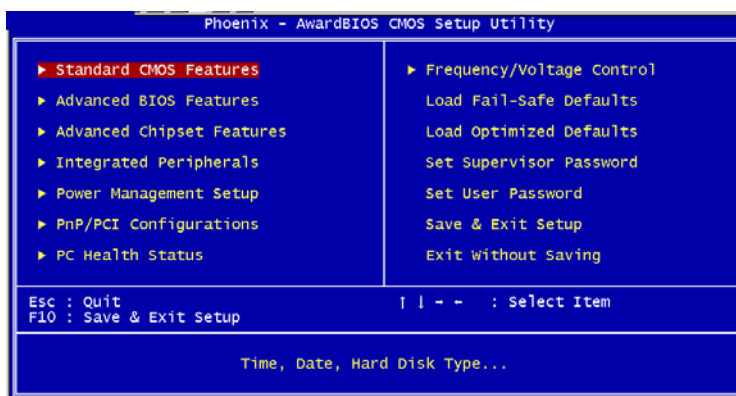 Phoenix - AwardBIOS CMOS Setup Utility
▶ Standard CMOS Features
▶ Advanced BIOS Features
▶ Advanced Chipset Features
▶ Integrated Peripherals
▶ Power Management Setup
▶ PnP/PCI Configurations
▶ PC Health Status
▶ Frequency/Voltage Control
Load Fail-Safe Defaults
Load Optimized Defaults
Set Supervisor Password
Set User Password
Save & Exit Setup
Exit Without Saving
Esc : Quit
F10 : Save & Exit Setup
↑ ↓ → ← : Select Item
Time, Date, Hard Disk Type...